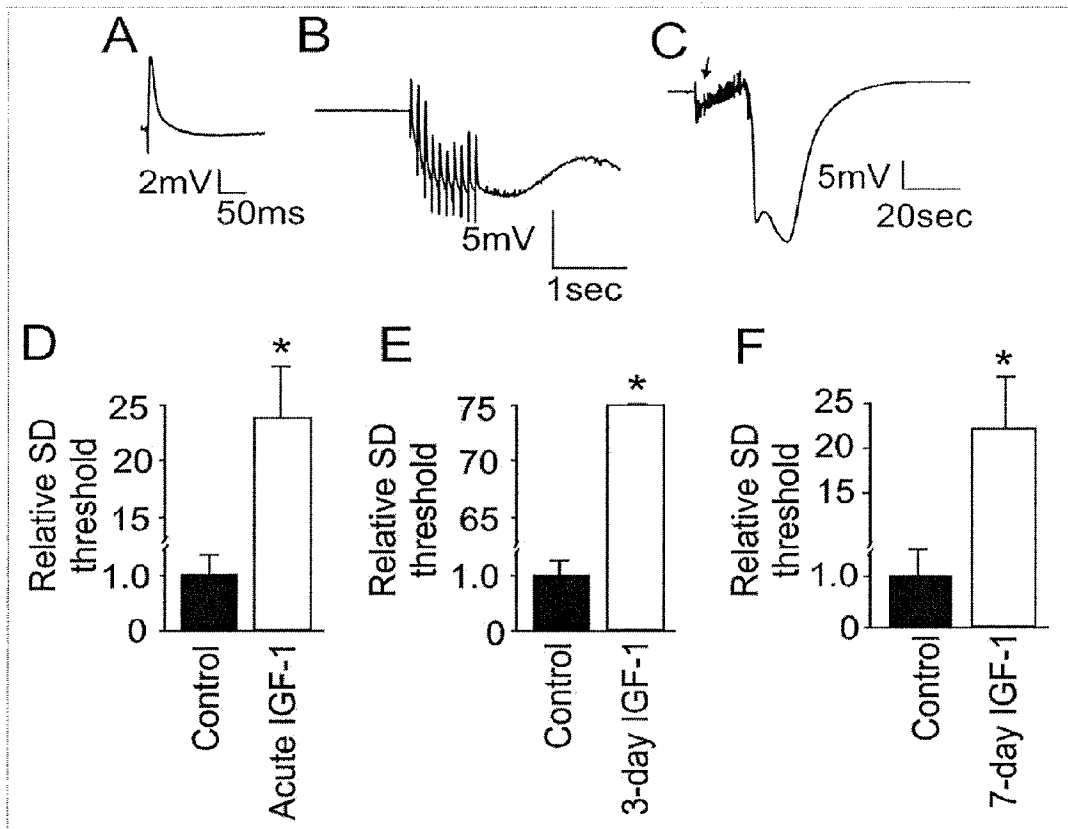 A
B
C
2mV
50ms
5mV
1sec
5mV
20sec
D
E
F
Relative SD
threshold
25
20
15
1.0
0
*
Control
Acute IGF-1
Relative SD
threshold
75
70
65
1.0
0
*
Control
3-day IGF-1
Relative SD
threshold
25
20
15
1.0
0
*
Control
7-day IGF-1